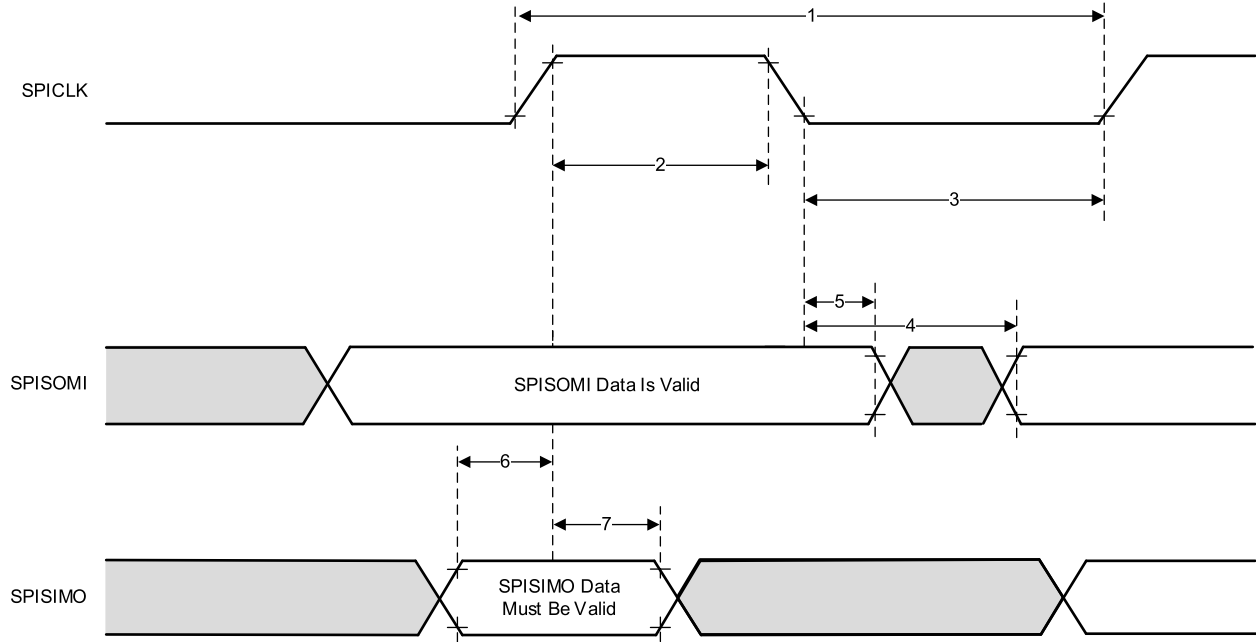 1
SPICLK
2
3
5
4
SPISOMI
SPISOMI Data Is Valid
6
7
SPISIMO
SPISIMO Data
Must Be Valid